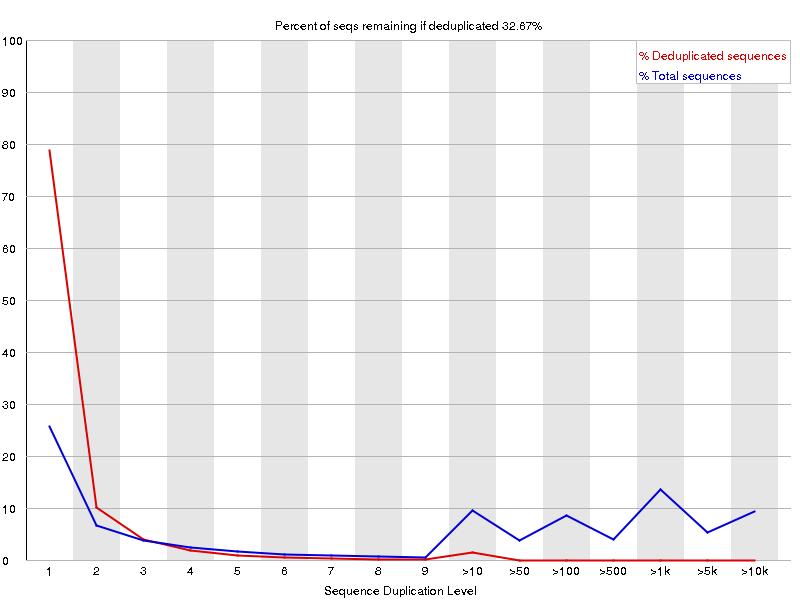 Percent of seqs remaining if deduplicated 32.67%
% Deduplicated sequences
% Total sequences
100
90
80
70
60
50
40
30
20
10
0
1 2 3 4 5 6 7 8 9 >10 >50 >100 >500 >1k >5k >10k
Sequence Duplication Level